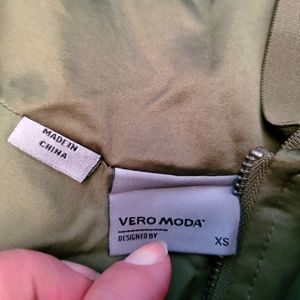 MADE IN
CHINA
VERO MODA
DESIGNED BY
XS